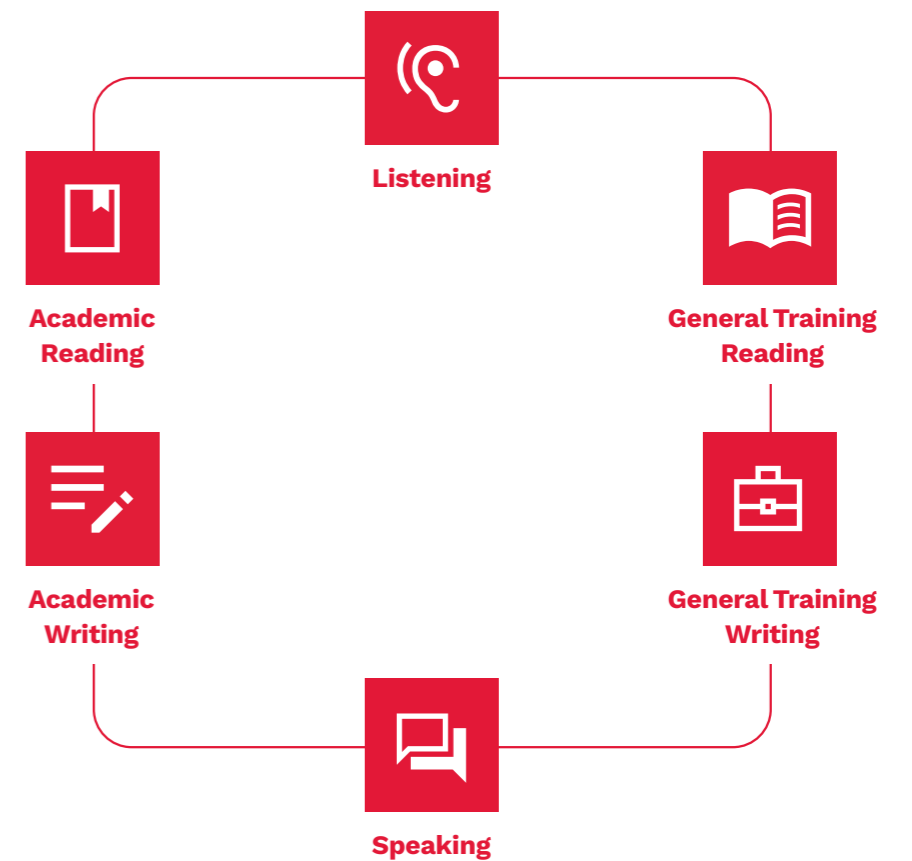 Listening
Academic
Reading
General Training
Reading
Academic
Writing
General Training
Writing
Speaking